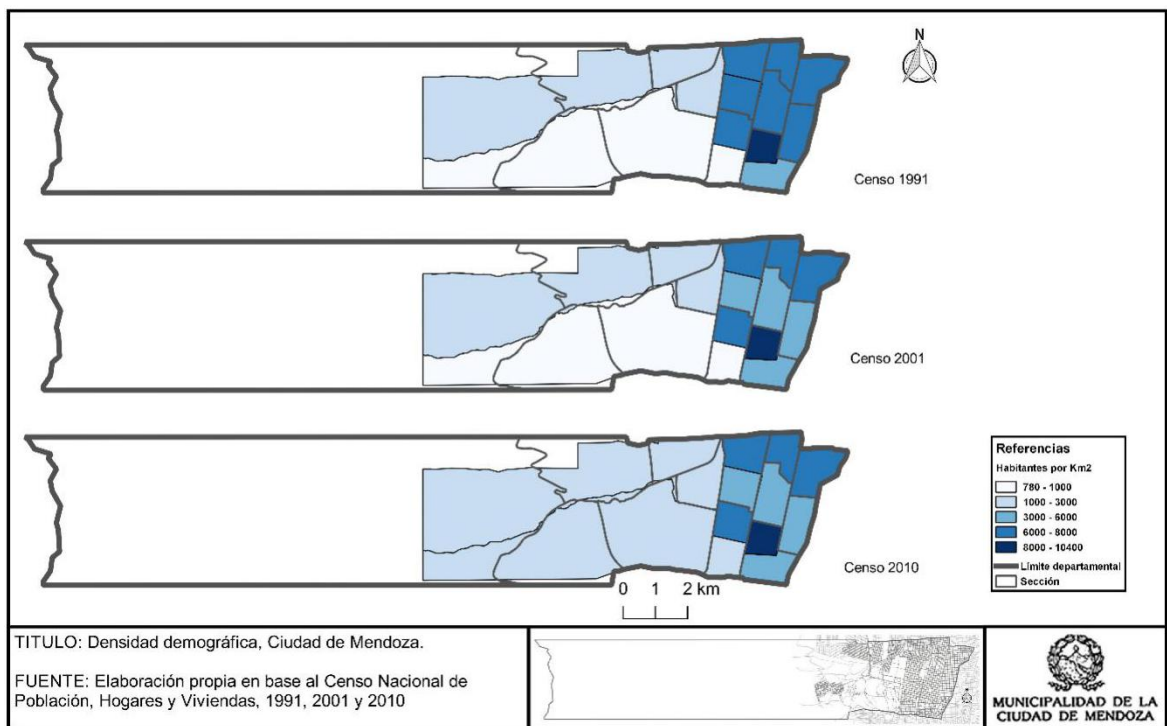 N
Censo 1991
Censo 2001
Censo 2010
0 1 2 km
Referencias
Habitantes por Km2
780 - 1000
1000 - 3000
3000 - 6000
6000 - 8000
8000 - 10400
Límite departamental
Sección
TITULO: Densidad demográfica, Ciudad de Mendoza.
FUENTE: Elaboración propia en base al Censo Nacional de
Población, Hogares y Viviendas, 1991, 2001 y 2010
MUNICIPALIDAD DE LA
CIUDAD DE MENDOZA